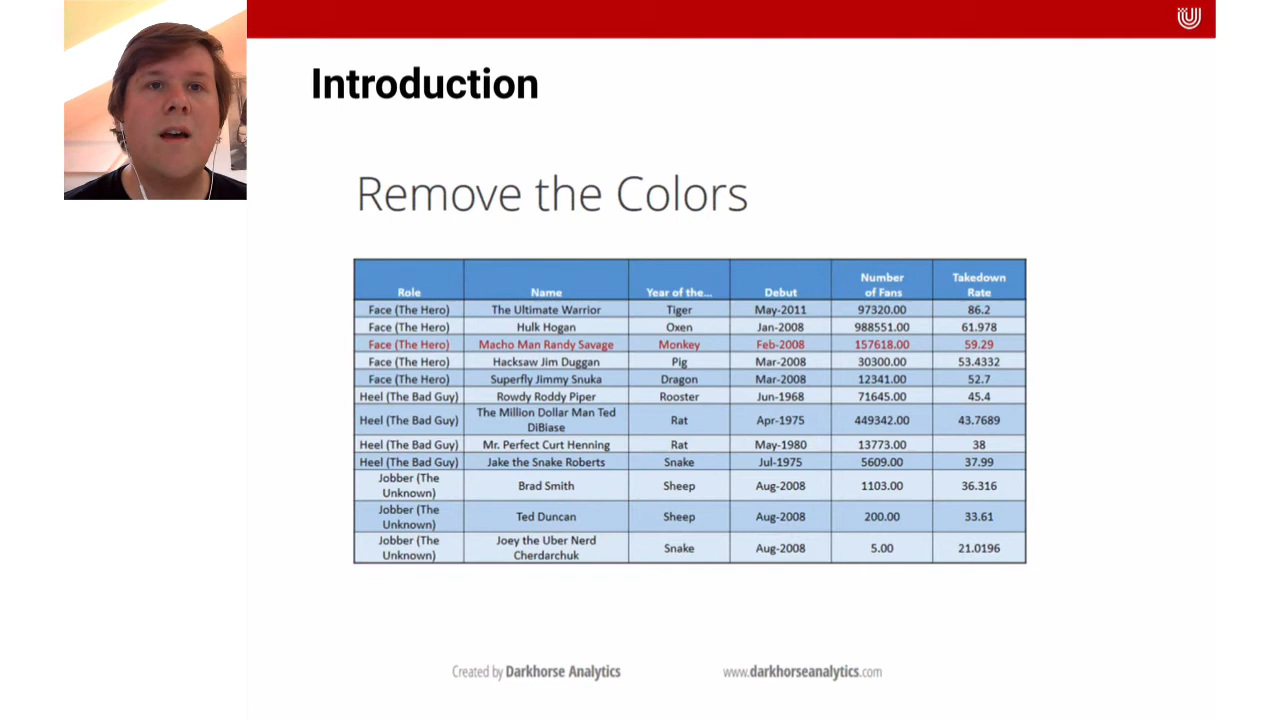 Introduction
Remove the Colors
Role Name Year of the... Debut Number of Fans Takedown Rate
Face (The Hero) The Ultimate Warrior Tiger May-2011 97320.00 86.2
Face (The Hero) Hulk Hogan Oxen Jan-2008 988551.00 61.978
Face (The Hero) Macho Man Randy Savage Monkey Feb-2008 157618.00 59.29
Face (The Hero) Hacksaw Jim Duggan Pig Mar-2008 30300.00 53.4332
Face (The Hero) Superfly Jimmy Snuka Dragon Mar-2008 12341.00 52.7
Heel (The Bad Guy) Rowdy Roddy Piper Rooster Jun-1968 71645.00 45.4
Heel (The Bad Guy) The Million Dollar Man Ted DiBiase Rat Apr-1975 449342.00 43.7689
Heel (The Bad Guy) Mr. Perfect Curt Henning Rat May-1980 13773.00 38
Heel (The Bad Guy) Jake the Snake Roberts Snake Jul-1975 5609.00 37.99
Jobber (The Unknown) Brad Smith Sheep Aug-2008 1103.00 36.316
Jobber (The Unknown) Ted Duncan Sheep Aug-2008 200.00 33.61
Jobber (The Unknown) Joey the Uber Nerd Cherdarchuk Snake Aug-2008 5.00 21.0196
Created by Darkhorse Analytics www.darkhorseanalytics.com